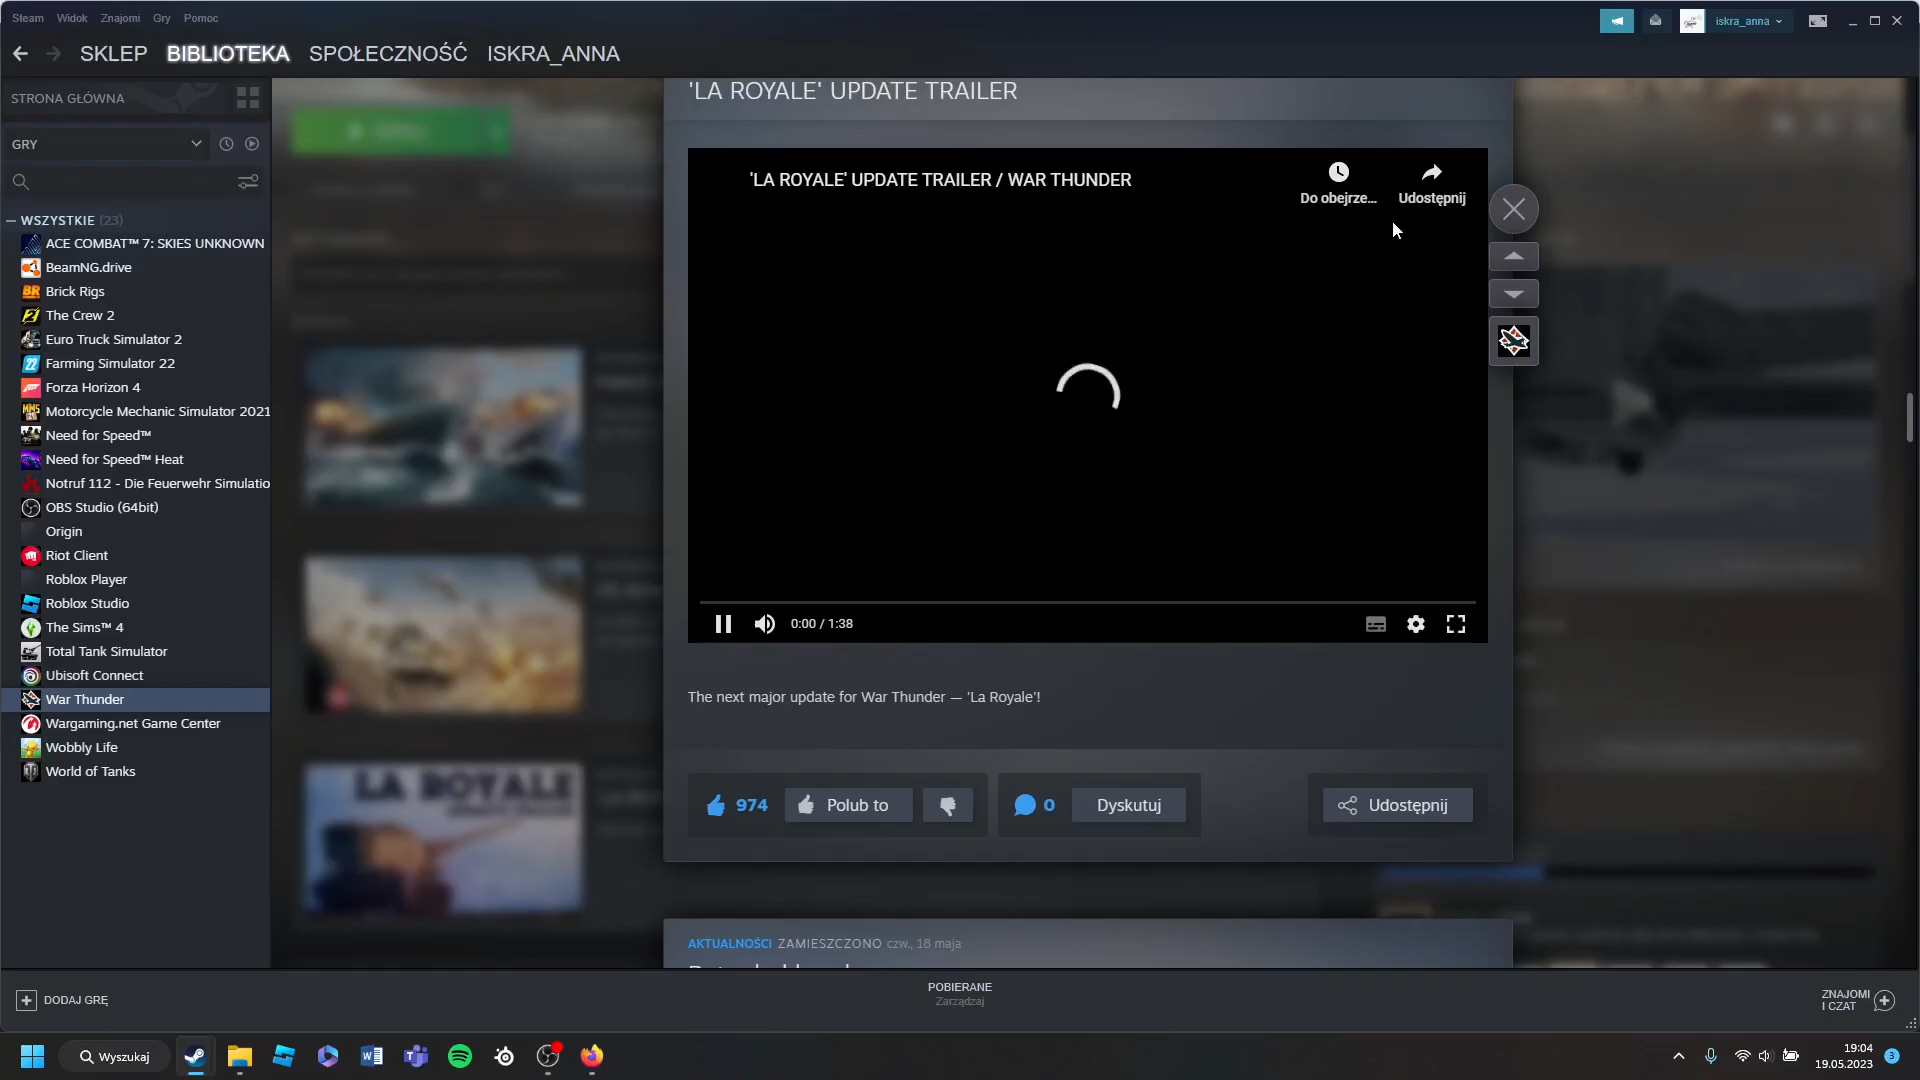 Steam Widok Znajomi Gry Pomoc
iskra_anna
SKLEP BIBLIOTEKA SPOŁECZNOŚĆ ISKRA_ANNA
STRONA GŁÓWNA
GRY
WSZYSTKIE (23)
ACE COMBAT™ 7: SKIES UNKNOWN
BeamNG.drive
Brick Rigs
The Crew 2
Euro Truck Simulator 2
Farming Simulator 22
Forza Horizon 4
Motorcycle Mechanic Simulator 2021
Need for Speed™
Need for Speed™ Heat
Notruf 112 - Die Feuerwehr Simulatio
OBS Studio (64bit)
Origin
Riot Client
Roblox Player
Roblox Studio
The Sims™ 4
Total Tank Simulator
Ubisoft Connect
War Thunder
Wargaming.net Game Center
Wobbly Life
World of Tanks
'LA ROYALE' UPDATE TRAILER
'LA ROYALE' UPDATE TRAILER / WAR THUNDER
Do obejrze...
Udostępnij
0:00 / 1:38
The next major update for War Thunder — 'La Royale'!
974 Polub to
0 Dyskutuj
Udostępnij
LA ROYALE
AKTUALNOŚCI ZAMIESZCZONO czw., 18 maja
DODAJ GRĘ
POBIERANE
Zarządzaj
ZNAJOMI
I CZAT
Wyszukaj
19:04
19.05.2023
3